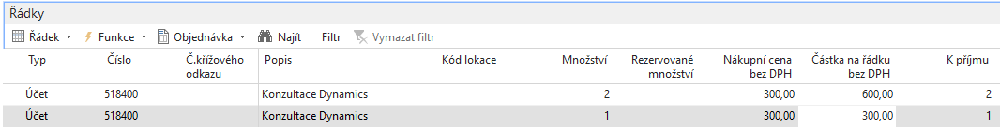 Řádky
Řádek Funkce Objednávka Najít Filtr Vymazat filtr
Typ Číslo Č.křížového odkazu Popis Kód lokace Množství Rezervované množství Nákupní cena bez DPH Částka na řádku bez DPH K příjmu
Účet 518400 Konzultace Dynamics 2 300,00 600,00 2
Účet 518400 Konzultace Dynamics 1 300,00 300,00 1